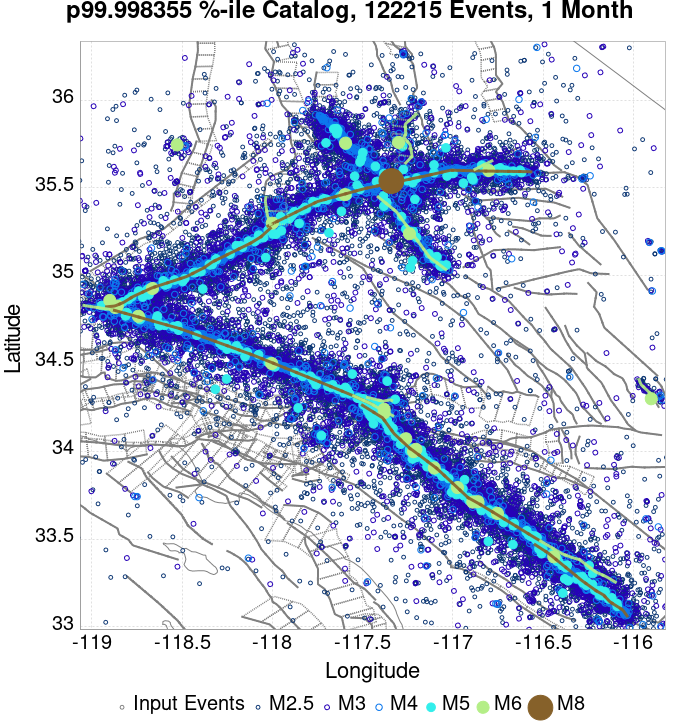 p99.998355 %-ile Catalog, 122215 Events, 1 Month
36
35.5
35
34.5
34
33.5
33
Latitude
-119 -118.5 -118 -117.5 -117 -116.5 -116
Longitude
Input Events M2.5 M3 M4 M5 M6 M8